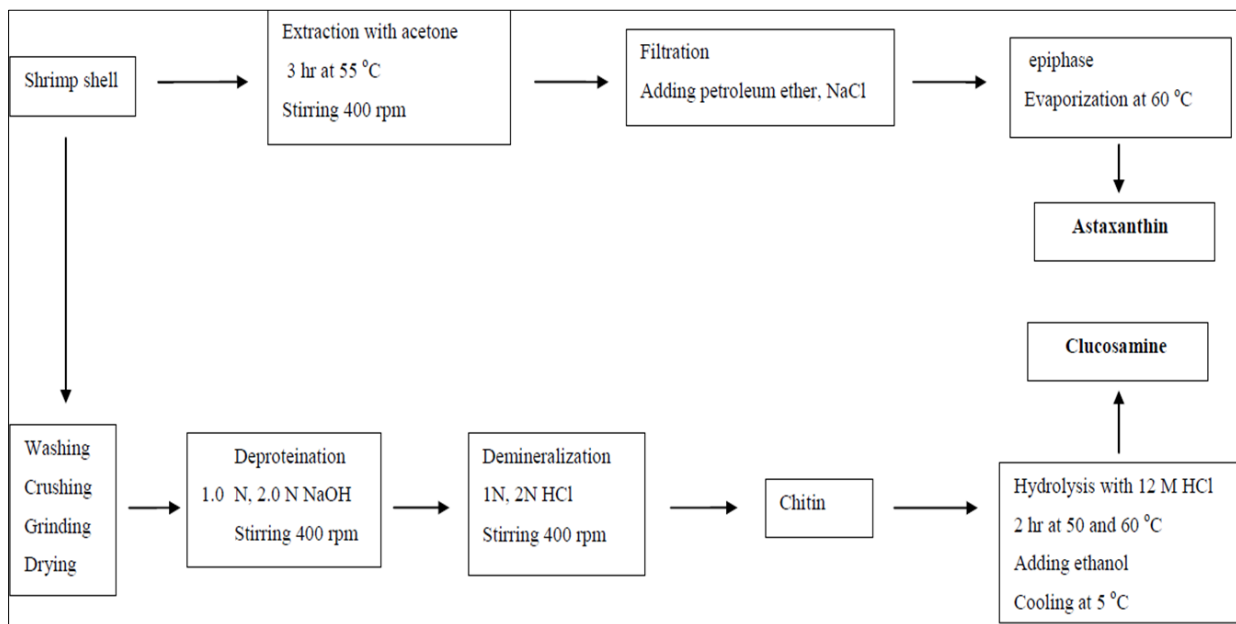 Shrimp shell
Extraction with acetone
3 hr at 55 °C
Stirring 400 rpm
Filtration
Adding petroleum ether, NaCl
epiphase
Evaporization at 60 °C
Astaxanthin
Clucosamine
Washing
Crushing
Grinding
Drying
Deproteination
1.0 N, 2.0 N NaOH
Stirring 400 rpm
Demineralization
1N, 2N HCl
Stirring 400 rpm
Chitin
Hydrolysis with 12 M HCl
2 hr at 50 and 60 °C
Adding ethanol
Cooling at 5 °C